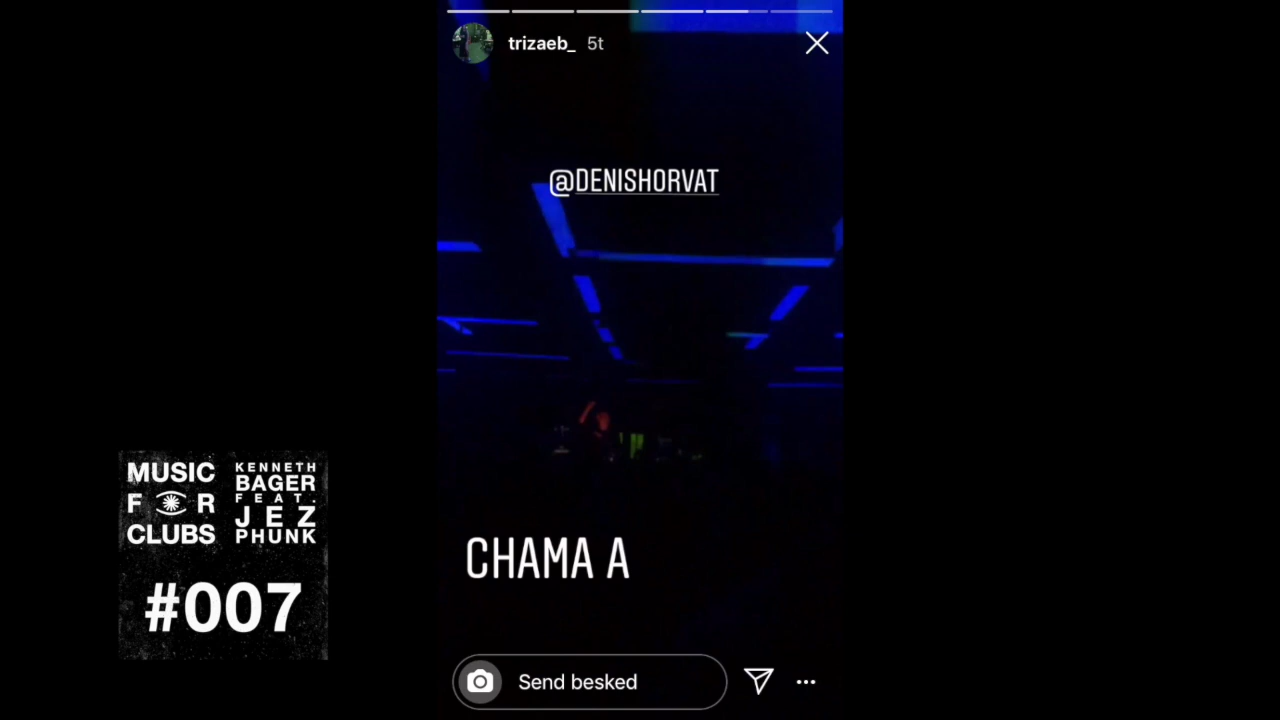 trizaeb_ 5t
@DENISHORVAT
CHAMA A
Send besked
MUSIC
F R
CLUBS
KENNETH
BAGER
FEAT.
JEZ
PHUNK
#007